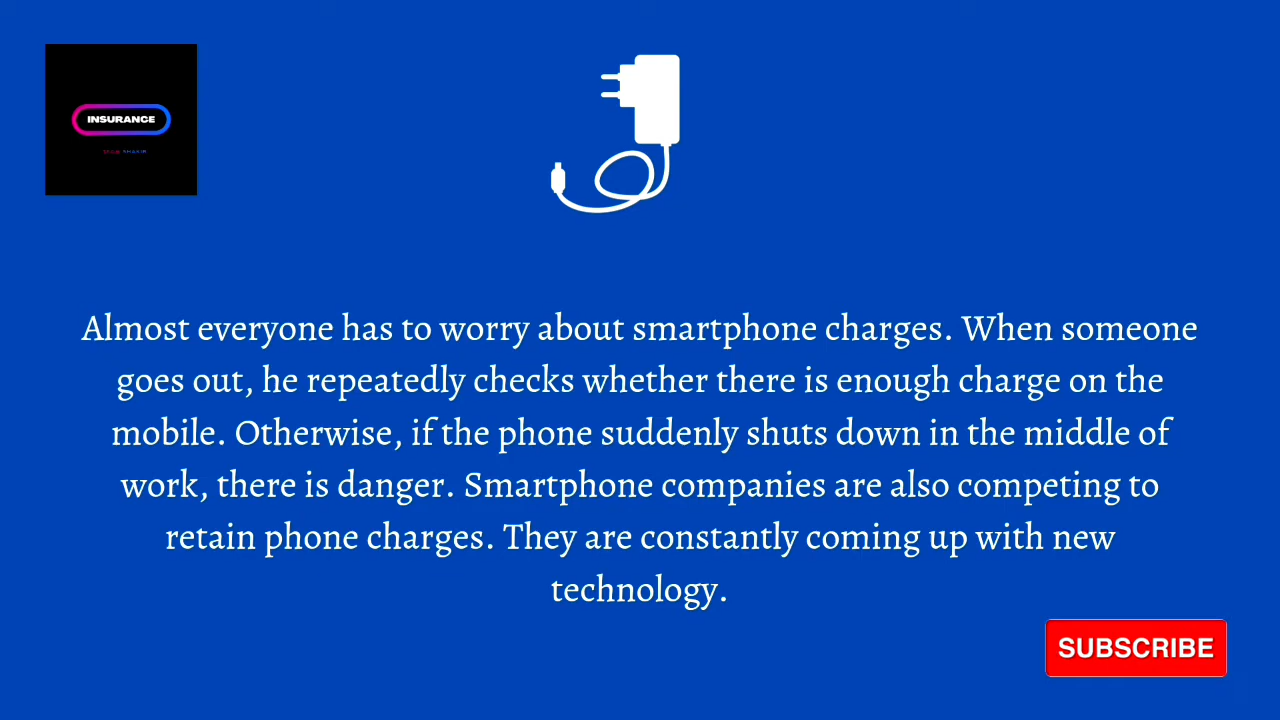 INSURANCE
Almost everyone has to worry about smartphone charges. When someone
goes out, he repeatedly checks whether there is enough charge on the
mobile. Otherwise, if the phone suddenly shuts down in the middle of
work, there is danger. Smartphone companies are also competing to
retain phone charges. They are constantly coming up with new
technology.
SUBSCRIBE